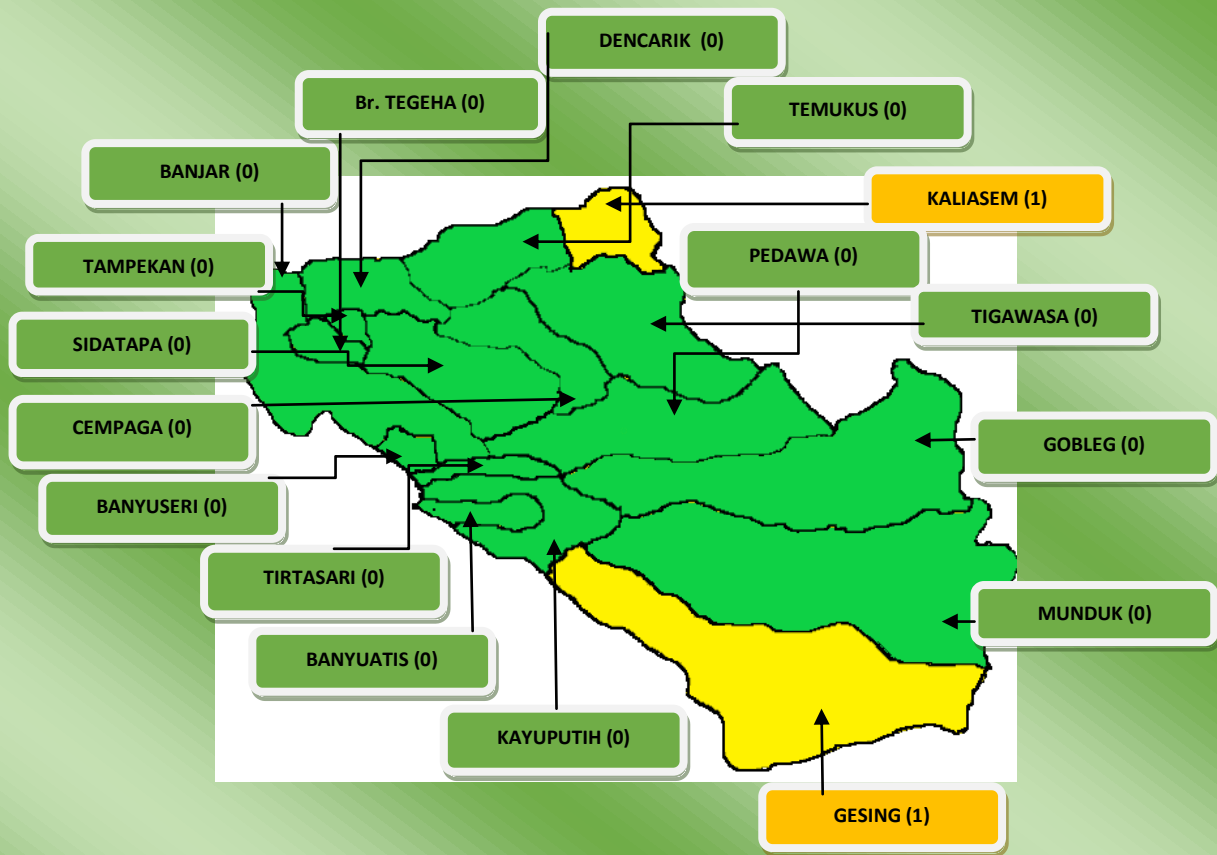 DENCARIK (0)
Br. TEGEHA (0)
TEMUKUS (0)
BANJAR (0)
KALIASEM (1)
TAMPEKAN (0)
PEDAWA (0)
SIDATAPA (0)
TIGAWASA (0)
CEMPAGA (0)
GOBLEG (0)
BANYUSERI (0)
TIRTASARI (0)
MUNDUK (0)
BANYUATIS (0)
KAYUPUTIH (0)
GESING (1)